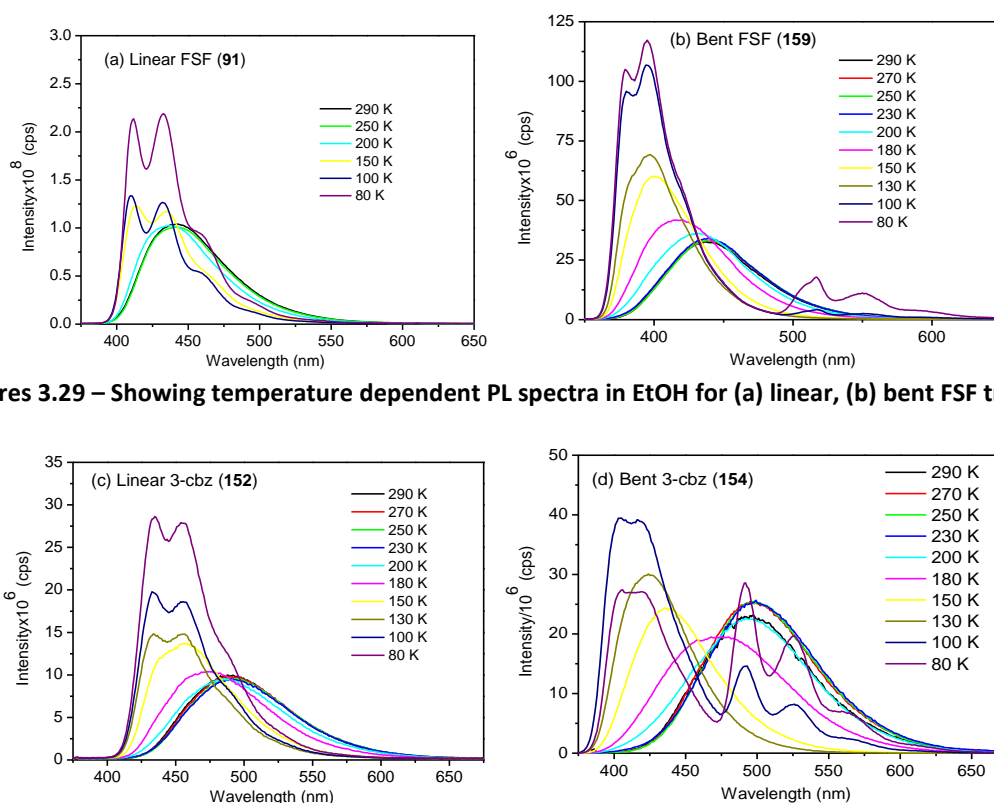 (a) Linear FSF (91)
290 K
250 K
200 K
150 K
100 K
80 K
3.0
2.5
2.0
1.5
1.0
0.5
0.0
Intensityx10^8 (cps)
400 450 500 550 600 650
Wavelength (nm)
(b) Bent FSF (159)
290 K
270 K
250 K
230 K
200 K
180 K
150 K
130 K
100 K
80 K
125
100
75
50
25
0
Intensityx10^6 (cps)
400 500 600
Wavelength (nm)
res 3.29 – Showing temperature dependent PL spectra in EtOH for (a) linear, (b) bent FSF t
(c) Linear 3-cbz (152)
290 K
270 K
250 K
230 K
200 K
180 K
150 K
130 K
100 K
80 K
35
30
25
20
15
10
5
0
Intensityx10^6 (cps)
400 450 500 550 600 650
Wavelength (nm)
(d) Bent 3-cbz (154)
290 K
270 K
250 K
230 K
200 K
180 K
150 K
130 K
100 K
80 K
50
40
30
20
10
0
Intensity/10^6 (cps)
400 450 500 550 600 650
Wavelength (nm)